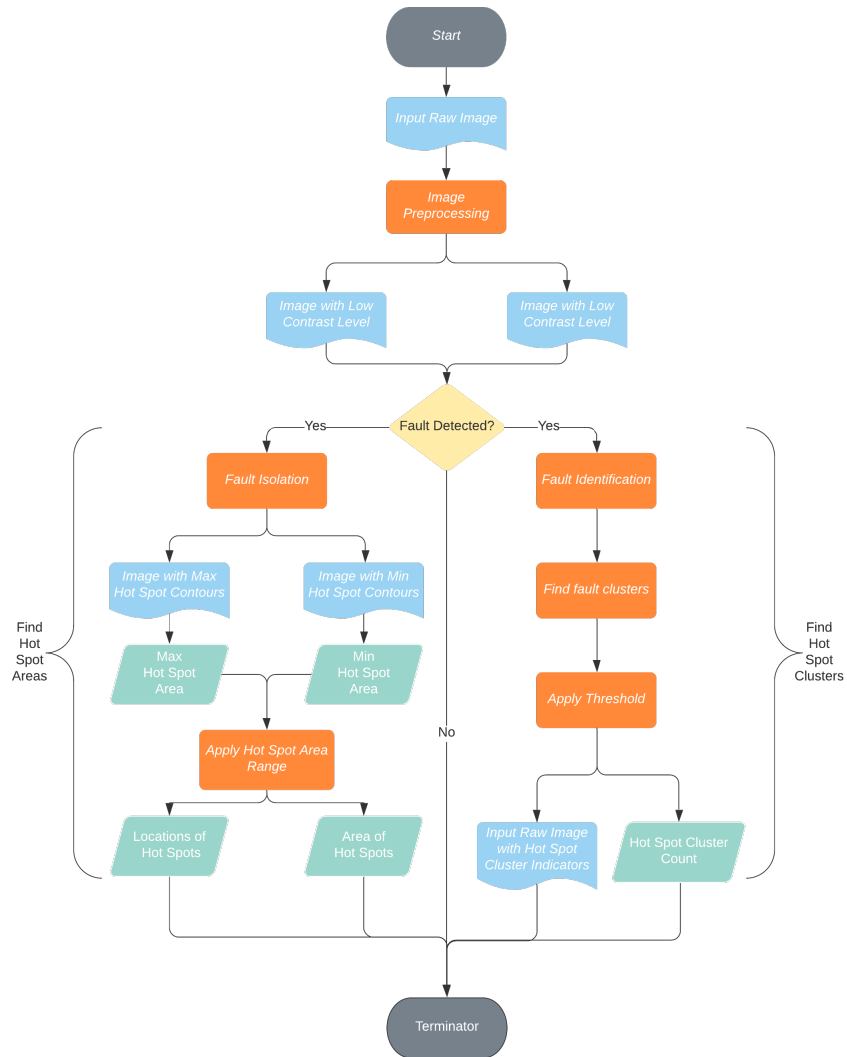 Start
Input Raw Image
Image
Preprocessing
Image with Low
Contrast Level
Image with Low
Contrast Level
Fault Detected?
Yes
Yes
Fault Isolation
Fault Identification
Image with Max
Hot Spot Contours
Image with Min
Hot Spot Contours
Find fault clusters
Find
Hot
Spot
Areas
Max
Hot Spot
Area
Min
Hot Spot
Area
Find
Hot
Spot
Clusters
Apply Threshold
No
Apply Hot Spot Area
Range
Locations of
Hot Spots
Area of
Hot Spots
Input Raw Image
with Hot Spot
Cluster Indicators
Hot Spot Cluster
Count
Terminator